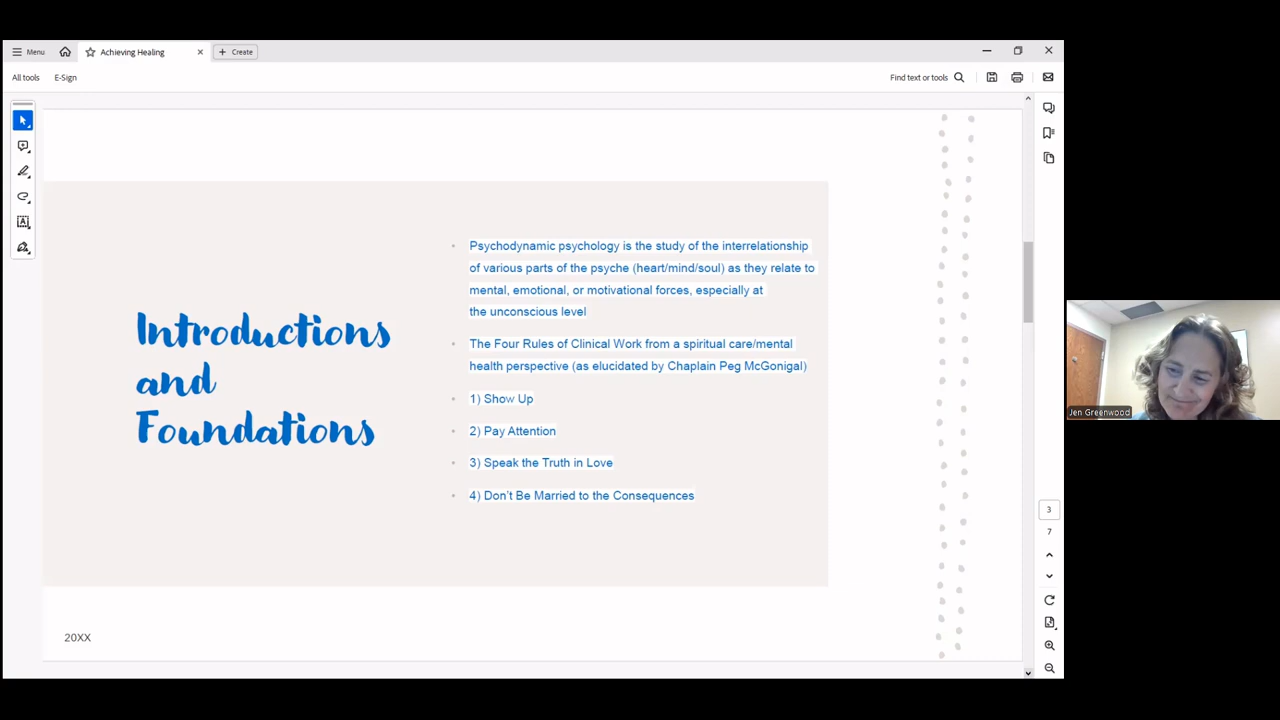 Menu
Achieving Healing
Create
All tools
E-Sign
Find text or tools
Introductions
and
Foundations
Psychodynamic psychology is the study of the interrelationship
of various parts of the psyche (heart/mind/soul) as they relate to
mental, emotional, or motivational forces, especially at
the unconscious level
The Four Rules of Clinical Work from a spiritual care/mental
health perspective (as elucidated by Chaplain Peg McGonigal)
1) Show Up
2) Pay Attention
3) Speak the Truth in Love
4) Don't Be Married to the Consequences
20XX
3
7
Jen Greenwood